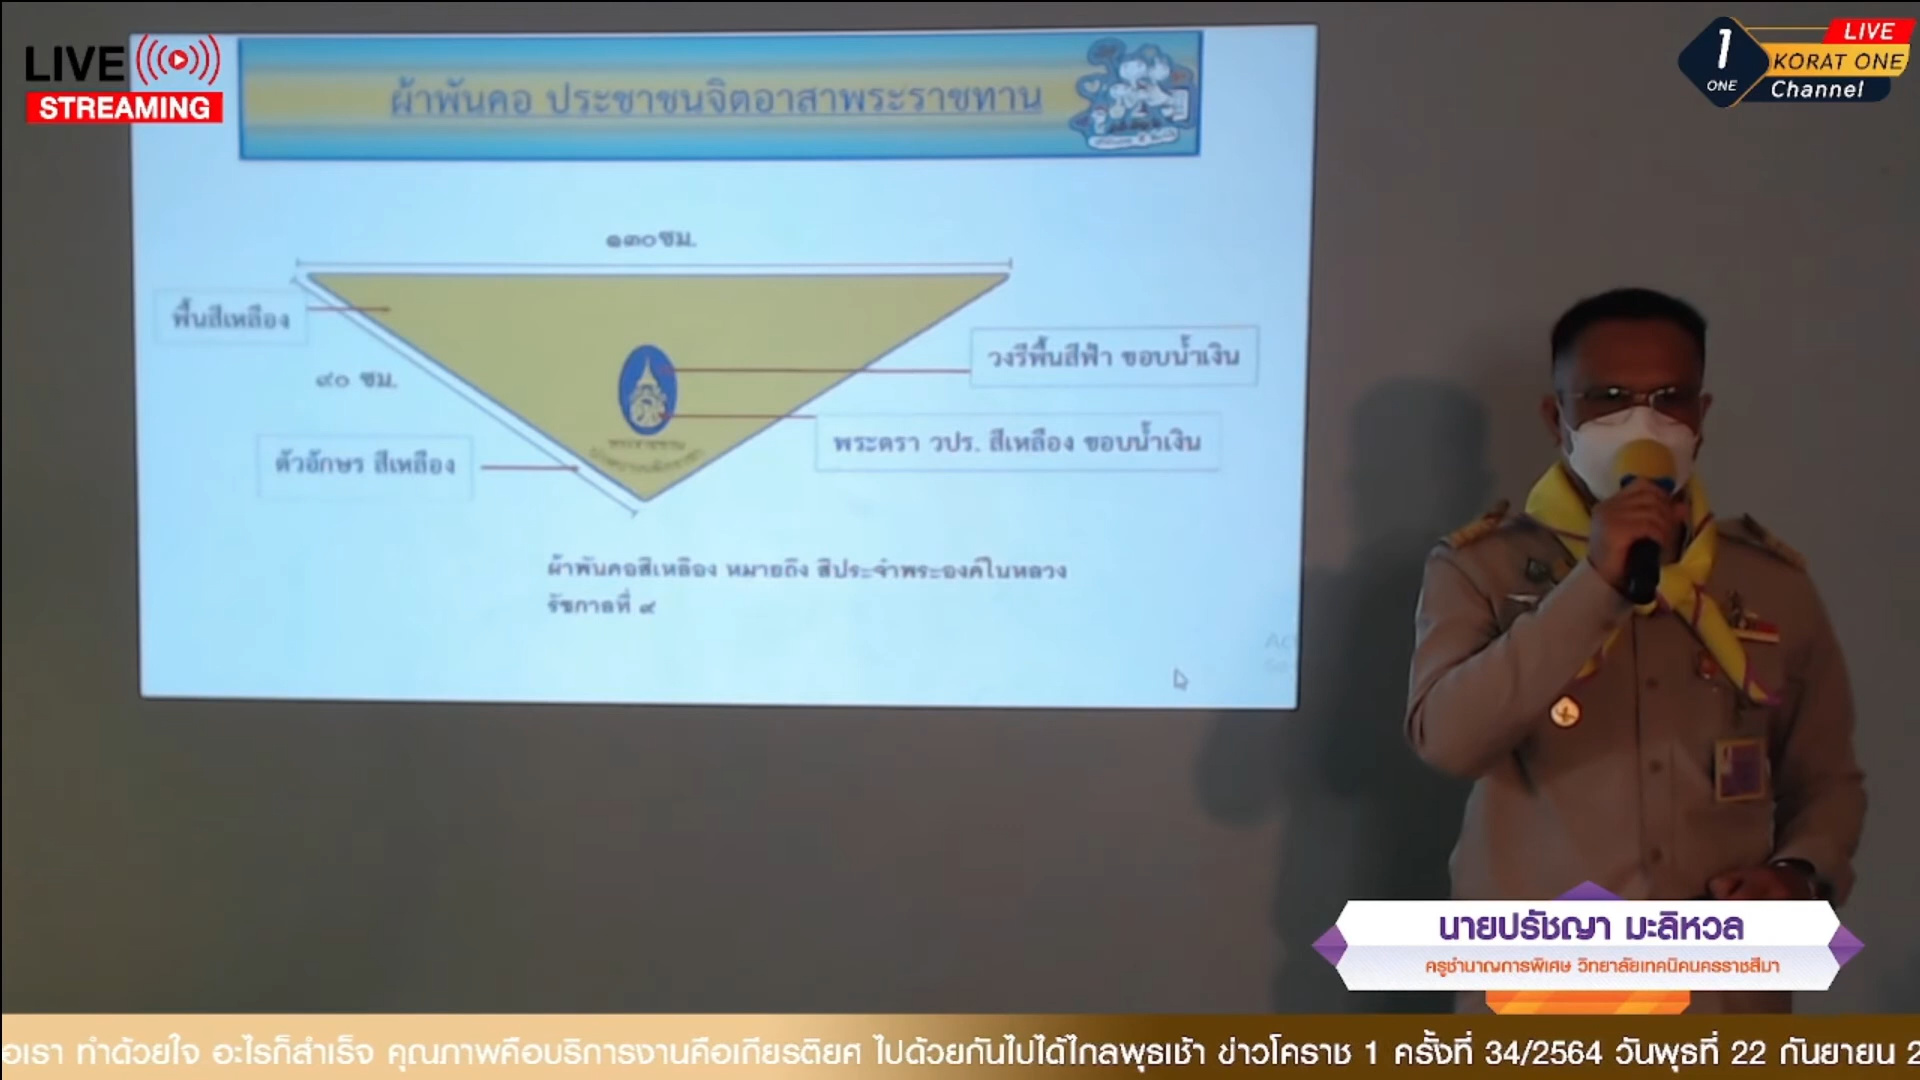 LIVE
STREAMING
1
ONE
LIVE
KORAT ONE
Channel
ผ้าพันคอ ประชาชนจิตอาสาพระราชทาน
๑๓๐ซม.
พื้นสีเหลือง
๙๐ ซม.
วงรีพื้นสีฟ้า ขอบน้ำเงิน
พระตรา วปร. สีเหลือง ขอบน้ำเงิน
ตัวอักษร สีเหลือง
ผ้าพันคอสีเหลือง หมายถึง สีประจำพระองค์ในหลวง
รัชกาลที่ ๙
นายปรัชญา มะลิหวล
ครูชำนาญการพิเศษ วิทยาลัยเทคนิคนครราชสีมา
อเรา ทำด้วยใจ อะไรก็สำเร็จ คุณภาพคือบริการงานคือเกียรติยศ ไปด้วยกันไปได้ไกลพุธเช้า ข่าวโคราช 1 ครั้งที่ 34/2564 วันพุธที่ 22 กันยายน 2